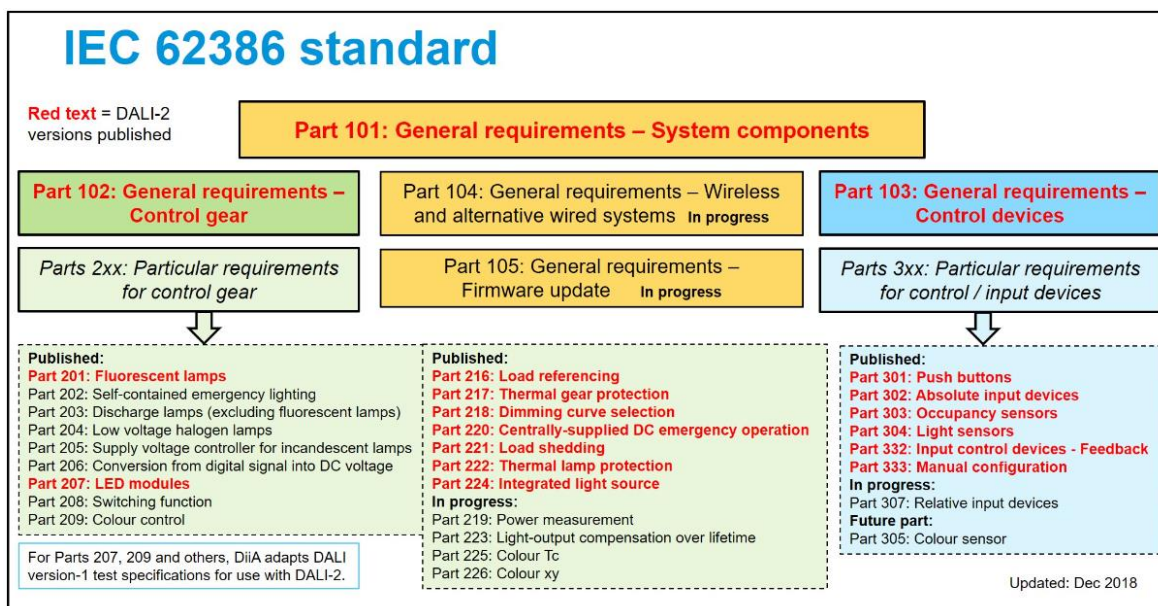 IEC 62386 standard
Red text = DALI-2
versions published
Part 101: General requirements – System components
Part 102: General requirements –
Control gear
Part 104: General requirements – Wireless
and alternative wired systems In progress
Part 103: General requirements –
Control devices
Parts 2xx: Particular requirements
for control gear
Part 105: General requirements –
Firmware update In progress
Parts 3xx: Particular requirements
for control / input devices
Published:
Part 201: Fluorescent lamps
Part 202: Self-contained emergency lighting
Part 203: Discharge lamps (excluding fluorescent lamps)
Part 204: Low voltage halogen lamps
Part 205: Supply voltage controller for incandescent lamps
Part 206: Conversion from digital signal into DC voltage
Part 207: LED modules
Part 208: Switching function
Part 209: Colour control
For Parts 207, 209 and others, DiiA adapts DALI
version-1 test specifications for use with DALI-2.
Published:
Part 216: Load referencing
Part 217: Thermal gear protection
Part 218: Dimming curve selection
Part 220: Centrally-supplied DC emergency operation
Part 221: Load shedding
Part 222: Thermal lamp protection
Part 224: Integrated light source
In progress:
Part 219: Power measurement
Part 223: Light-output compensation over lifetime
Part 225: Colour Tc
Part 226: Colour xy
Published:
Part 301: Push buttons
Part 302: Absolute input devices
Part 303: Occupancy sensors
Part 304: Light sensors
Part 332: Input control devices - Feedback
Part 333: Manual configuration
In progress:
Part 307: Relative input devices
Future part:
Part 305: Colour sensor
Updated: Dec 2018